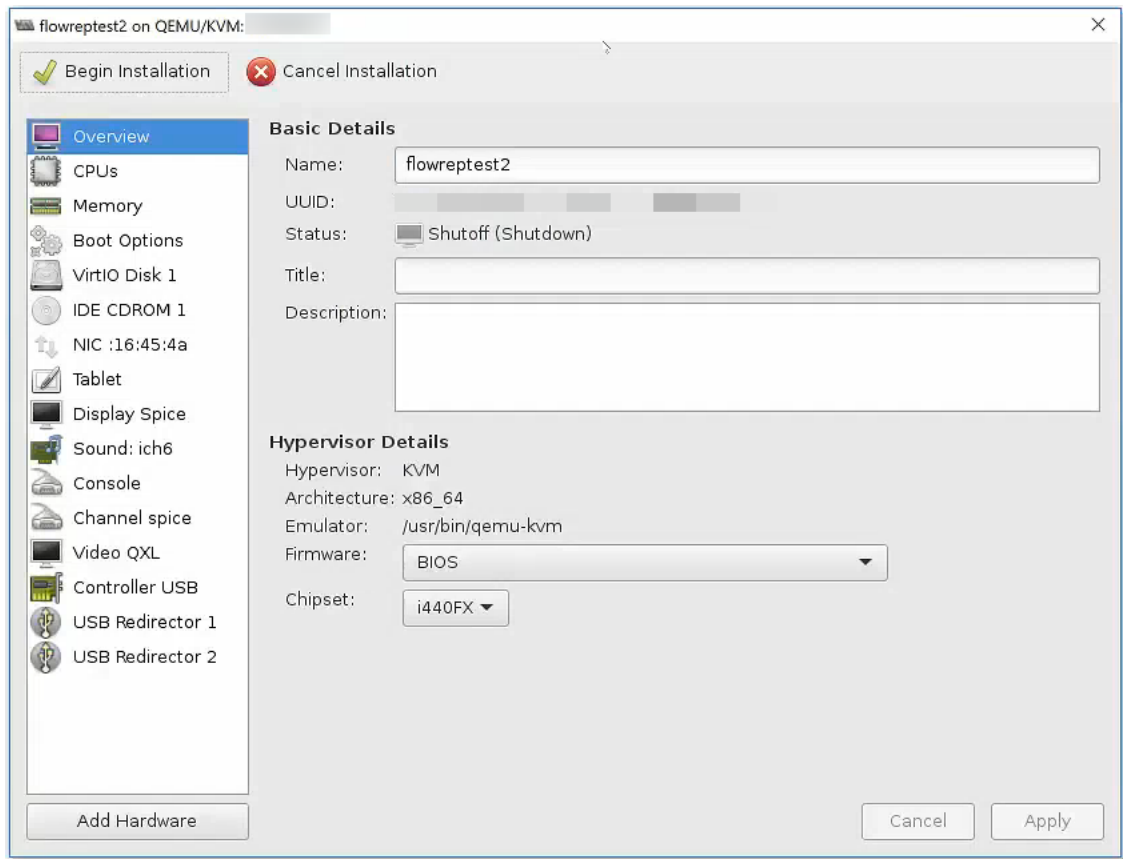 flowreptest2 on QEMU/KVM:
Begin Installation
Cancel Installation
Overview
CPUs
Memory
Boot Options
VirtIO Disk 1
IDE CDROM 1
NIC :16:45:4a
Tablet
Display Spice
Sound: ich6
Console
Channel spice
Video QXL
Controller USB
USB Redirector 1
USB Redirector 2
Add Hardware
Basic Details
Name: flowreptest2
UUID:
Status: Shutoff (Shutdown)
Title:
Description:
Hypervisor Details
Hypervisor: KVM
Architecture: x86_64
Emulator: /usr/bin/qemu-kvm
Firmware: BIOS
Chipset: i440FX
Cancel
Apply